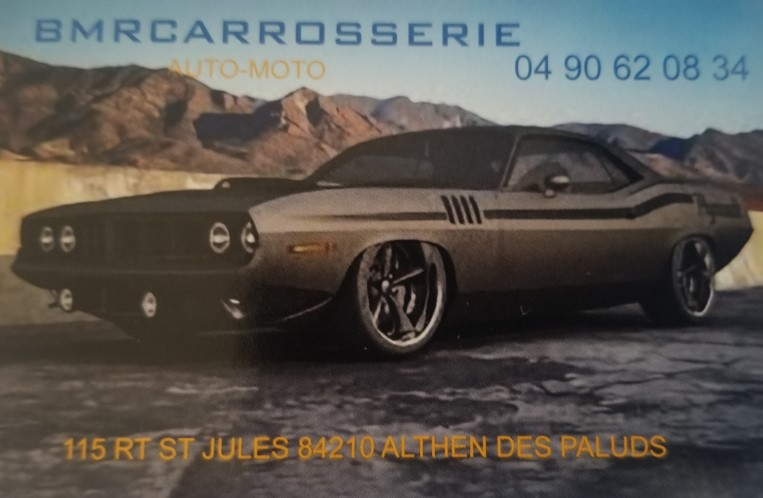 BMRCARROSSERIE
AUTO-MOTO
04 90 62 08 34
115 RT ST JULES 84210 ALTHEN DES PALUDS